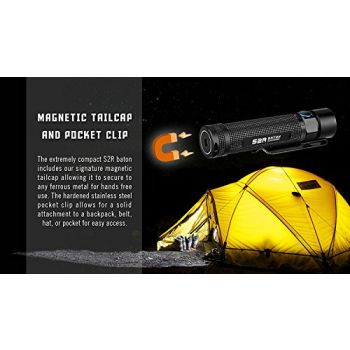 MAGNETIC TAILCAP
AND POCKET CLIP
The extremely compact S2R baton
includes our signature magnetic
tailcap allowing it to secure to
any ferrous metal for hands free
use. The hardened stainless steel
pocket clip allows for a solid
attachment to a backpack, belt,
hat, or pocket for easy access.
S2R BATON